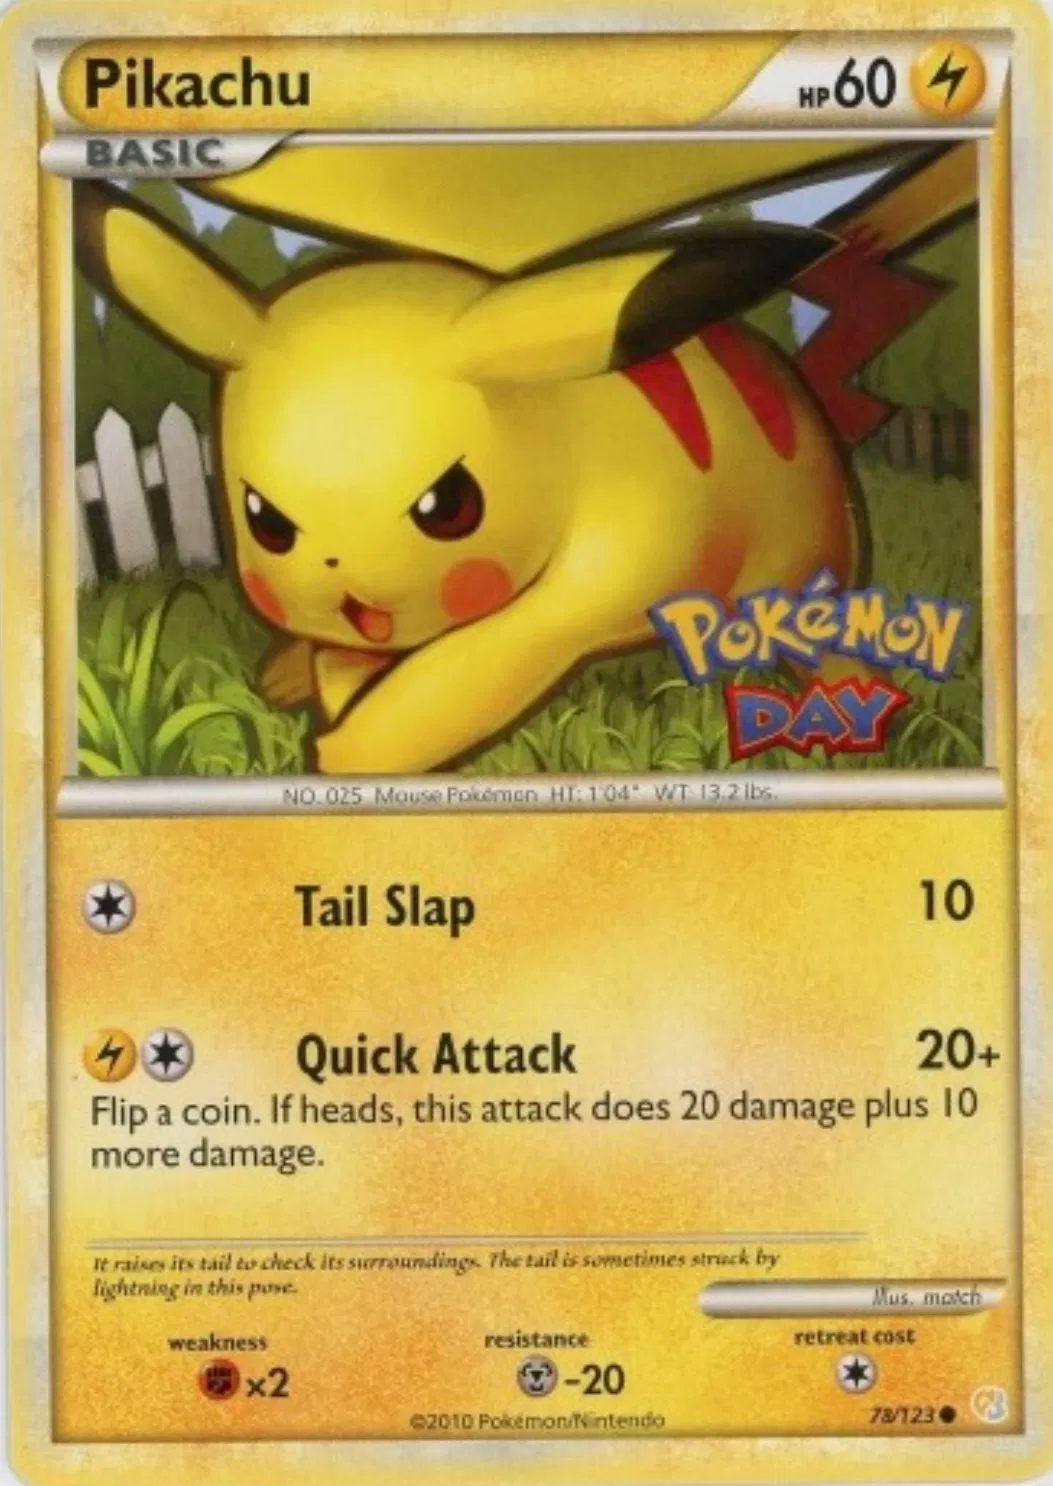 Pikachu HP60
BASIC
POKéMON
DAY
NO. 025 Mouse Pokémon HT: 1'04" WT: 13.2 lbs.
Tail Slap 10
Quick Attack 20+
Flip a coin. If heads, this attack does 20 damage plus 10
more damage.
It raises its tail to check its surroundings. The tail is sometimes struck by
lightning in this pose.
Illus. match
weakness resistance retreat cost
x2 -20
©2010 Pokémon/Nintendo
78/123